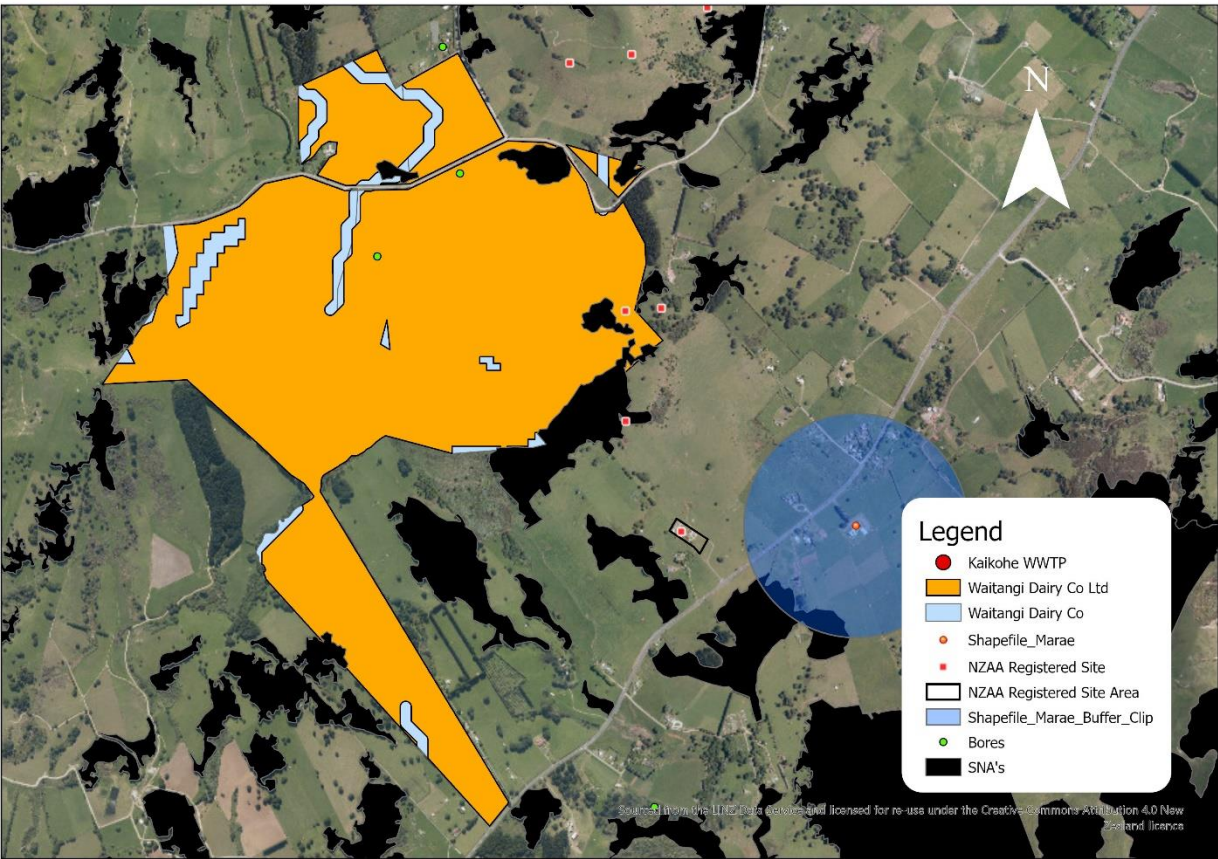 N
Legend
Kaikohe WWTP
Waitangi Dairy Co Ltd
Waitangi Dairy Co
Shapefile_Marae
NZAA Registered Site
NZAA Registered Site Area
Shapefile_Marae_Buffer_Clip
Bores
SNA's
Sourced from the LINZ Data Service and licensed for re-use under the Creative Commons Attribution 4.0 New
Zealand licence